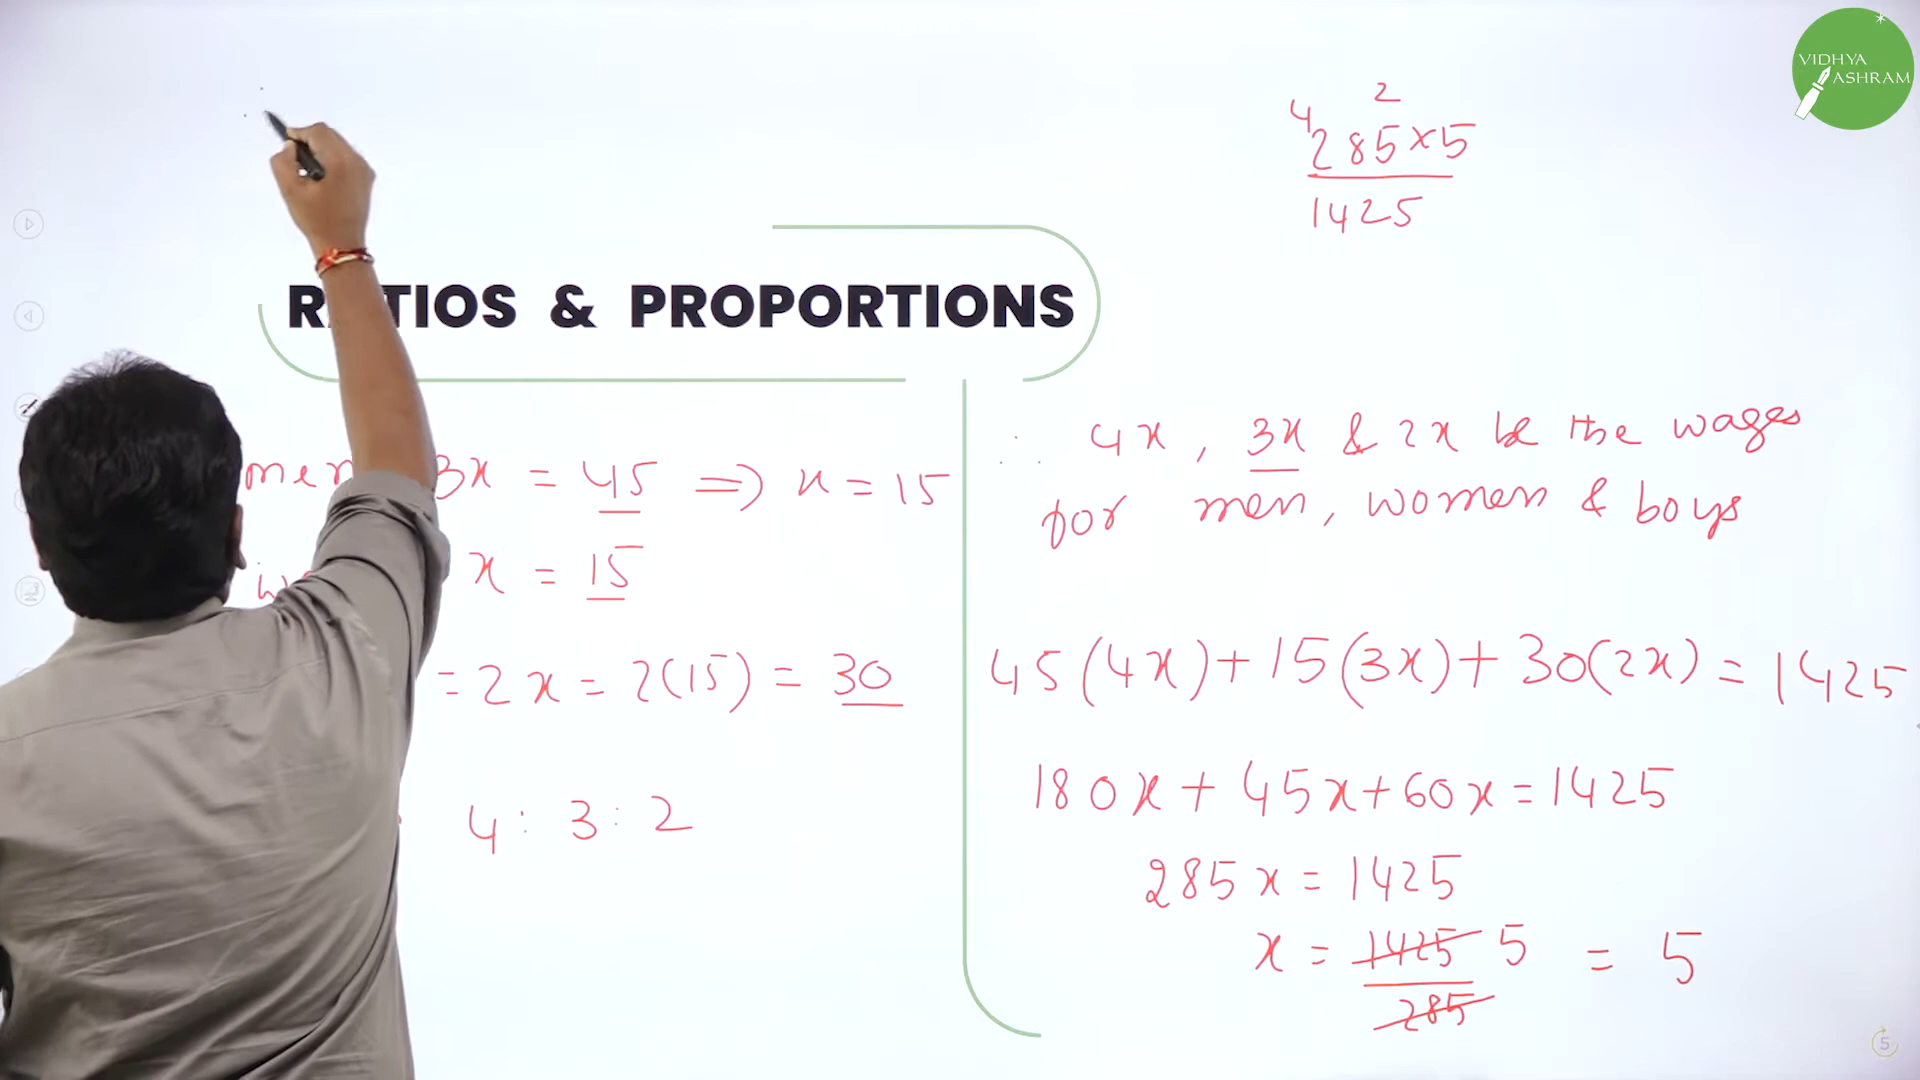 VIDHYA
ASHRAM
4 2
285×5
1425
RATIOS & PROPORTIONS
men 3x = 45 ⇒ x = 15
x = 15
= 2x = 2(15) = 30
4 : 3 : 2
∴ 4x, 3x & 2x be the wages
for men, women & boys
45(4x)+15(3x)+30(2x) = 1425
180x + 45x+60x = 1425
285x = 1425
x = 1425/285 5 = 5
5